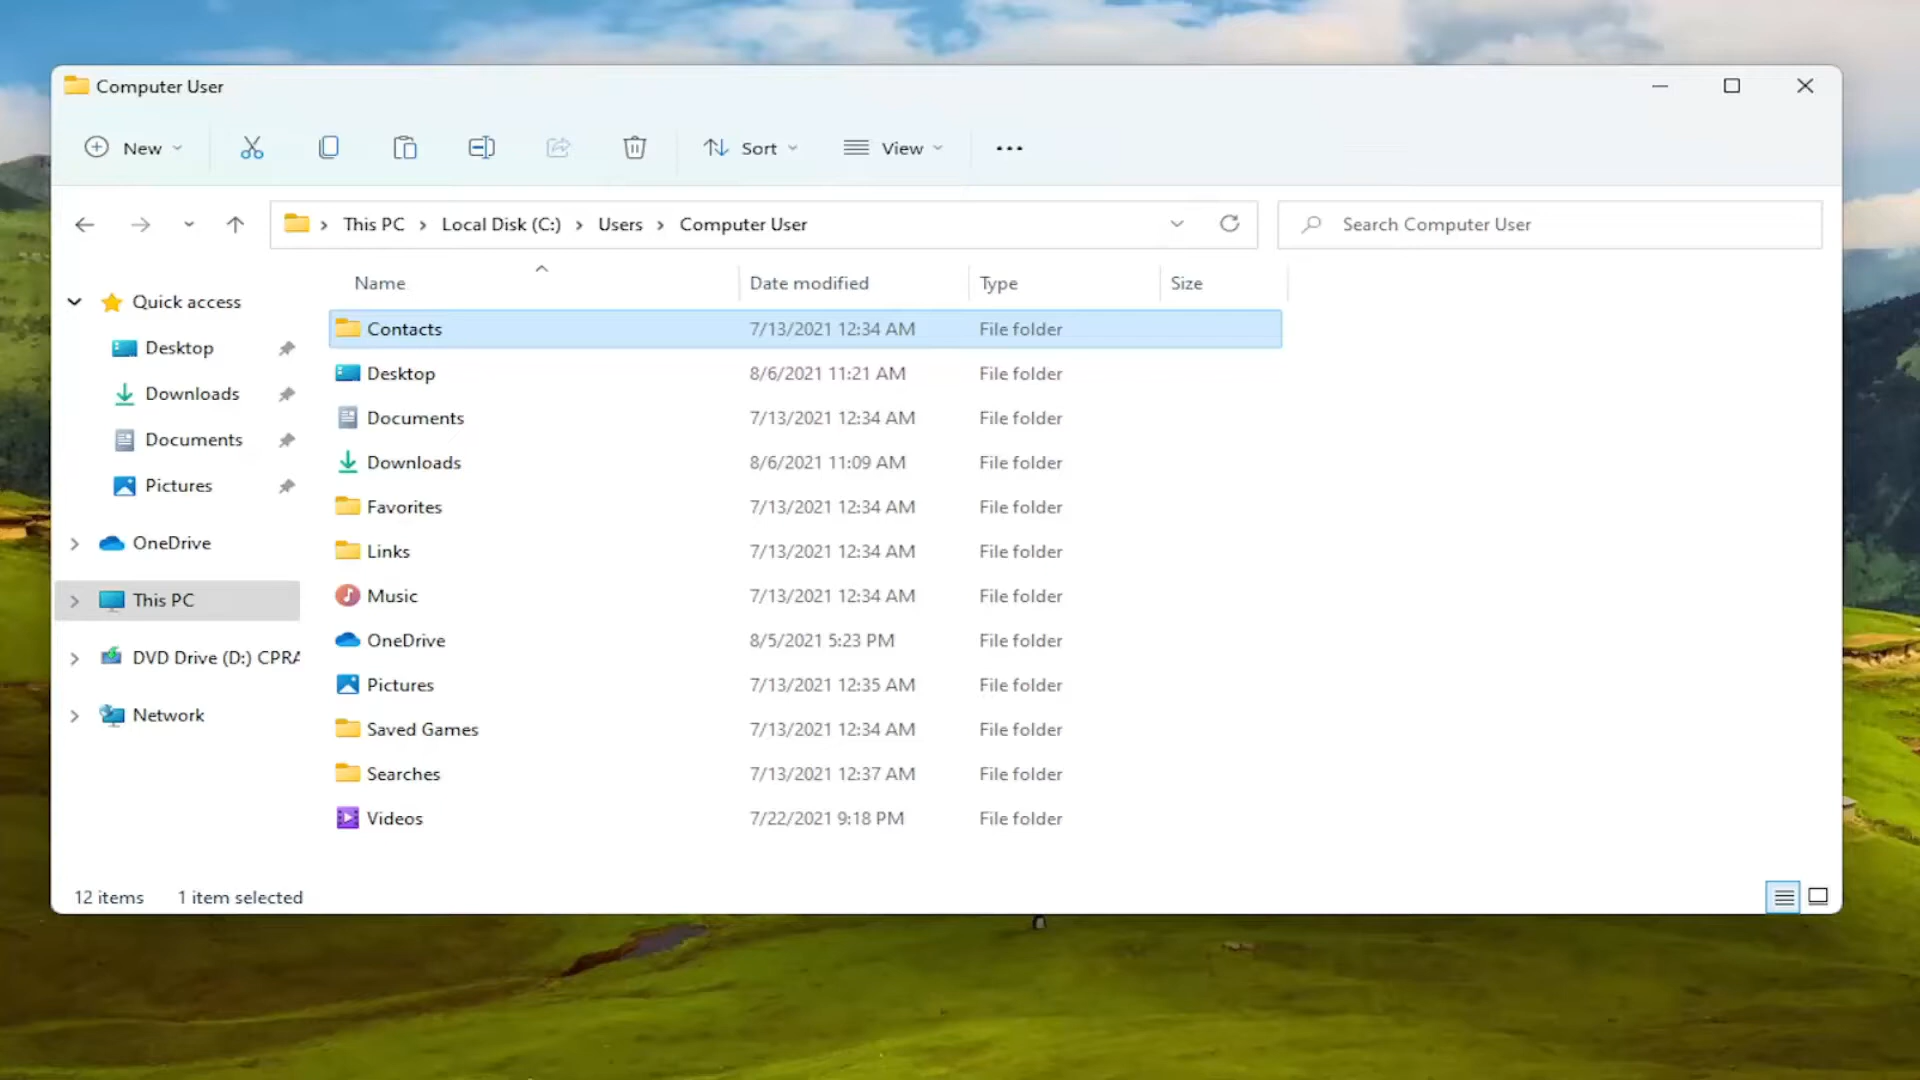 Computer User
New Sort View
This PC Local Disk (C:) Users Computer User Search Computer User
Name Date modified Type Size
Quick access
Desktop
Downloads
Documents
Pictures
OneDrive
This PC
DVD Drive (D:) CPRA
Network
Contacts 7/13/2021 12:34 AM File folder
Desktop 8/6/2021 11:21 AM File folder
Documents 7/13/2021 12:34 AM File folder
Downloads 8/6/2021 11:09 AM File folder
Favorites 7/13/2021 12:34 AM File folder
Links 7/13/2021 12:34 AM File folder
Music 7/13/2021 12:34 AM File folder
OneDrive 8/5/2021 5:23 PM File folder
Pictures 7/13/2021 12:35 AM File folder
Saved Games 7/13/2021 12:34 AM File folder
Searches 7/13/2021 12:37 AM File folder
Videos 7/22/2021 9:18 PM File folder
12 items 1 item selected